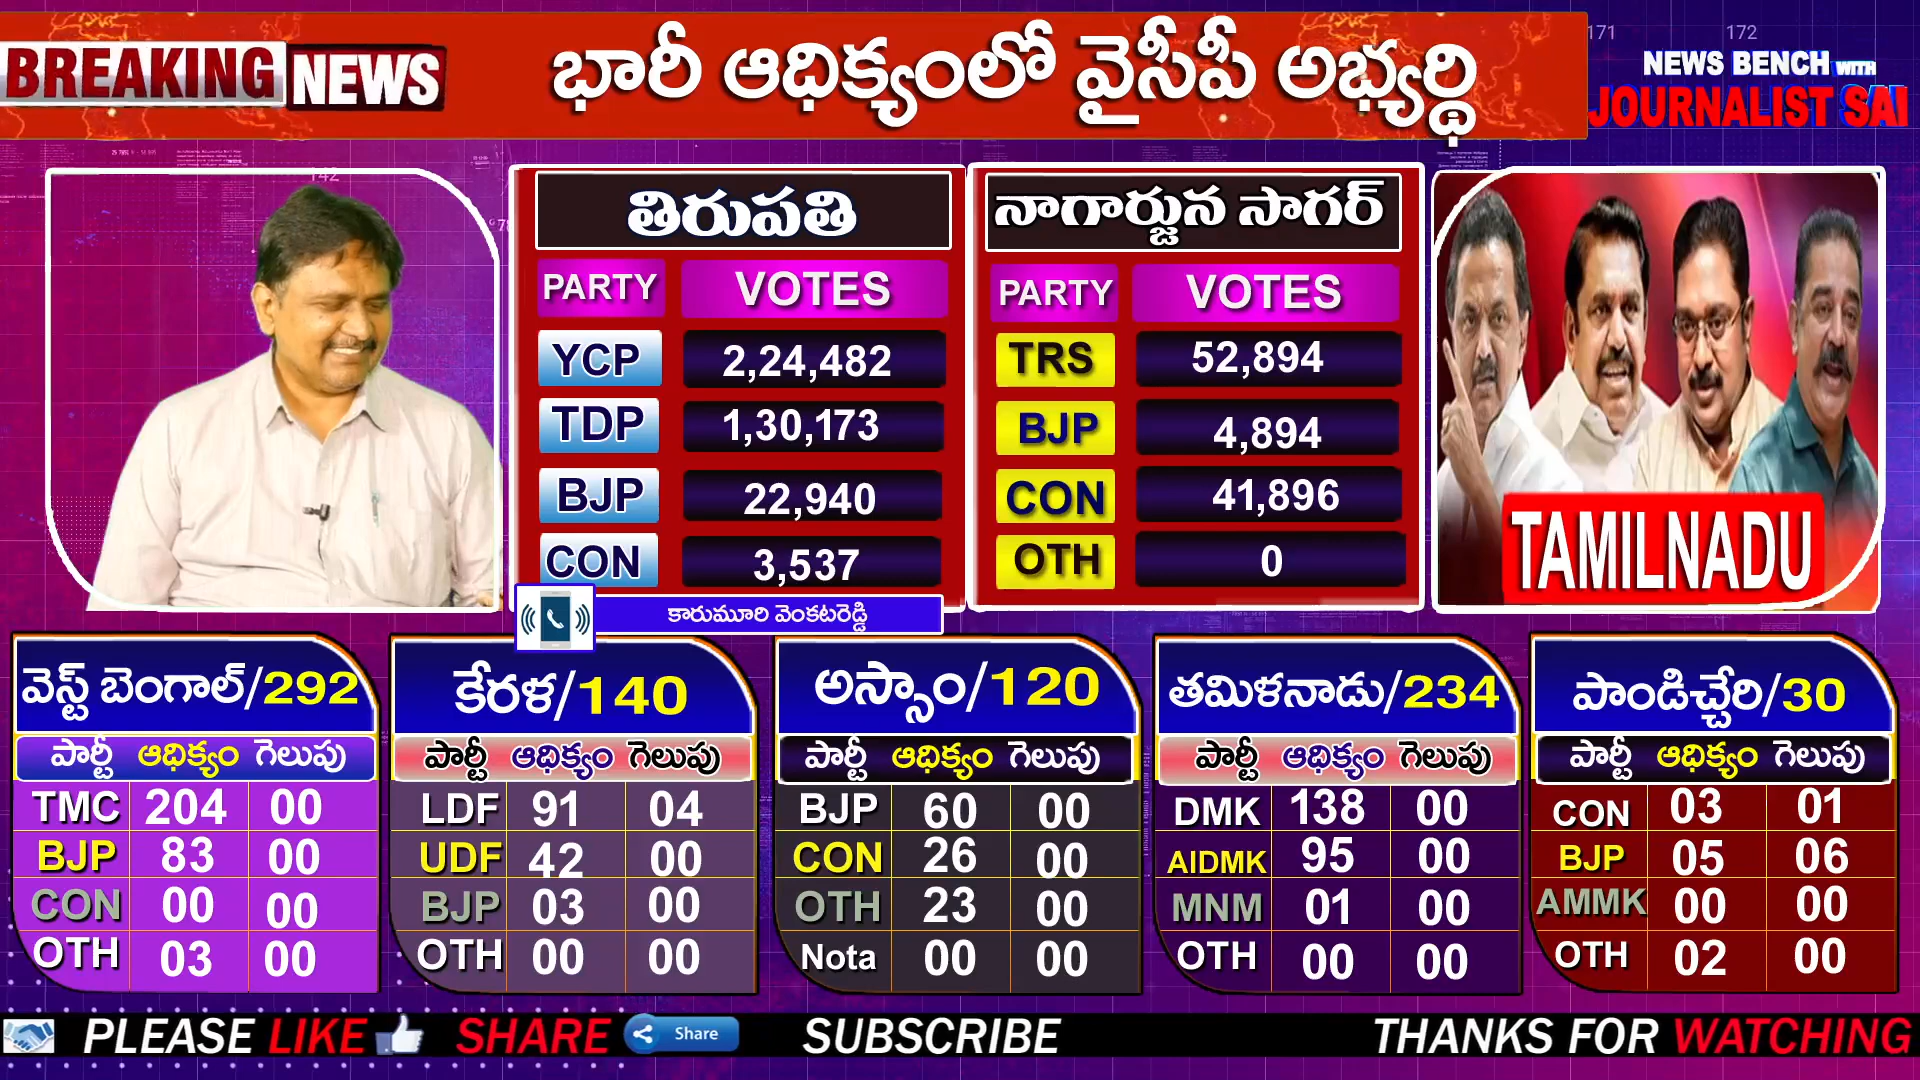 171 172
BREAKING NEWS
భారీ ఆధిక్యంలో వైసీపీ అభ్యర్థి
NEWS BENCH WITH
JOURNALIST SAI
142
తిరుపతి
PARTY VOTES
YCP 2,24,482
TDP 1,30,173
BJP 22,940
CON 3,537
నాగార్జున సాగర్
PARTY VOTES
TRS 52,894
BJP 4,894
CON 41,896
OTH 0
TAMILNADU
కారుమూరి వెంకటరెడ్డి
వెస్ట్ బెంగాల్/292
పార్టీ ఆధిక్యం గెలుపు
TMC 204 00
BJP 83 00
CON 00 00
OTH 03 00
కేరళ/140
పార్టీ ఆధిక్యం గెలుపు
LDF 91 04
UDF 42 00
BJP 03 00
OTH 00 00
అస్సాం/120
పార్టీ ఆధిక్యం గెలుపు
BJP 60 00
CON 26 00
OTH 23 00
Nota 00 00
తమిళనాడు/234
పార్టీ ఆధిక్యం గెలుపు
DMK 138 00
AIDMK 95 00
MNM 01 00
OTH 00 00
పాండిచ్చేరి/30
పార్టీ ఆధిక్యం గెలుపు
CON 03 01
BJP 05 06
AMMK 00 00
OTH 02 00
PLEASE LIKE SHARE Share SUBSCRIBE THANKS FOR WATCHING